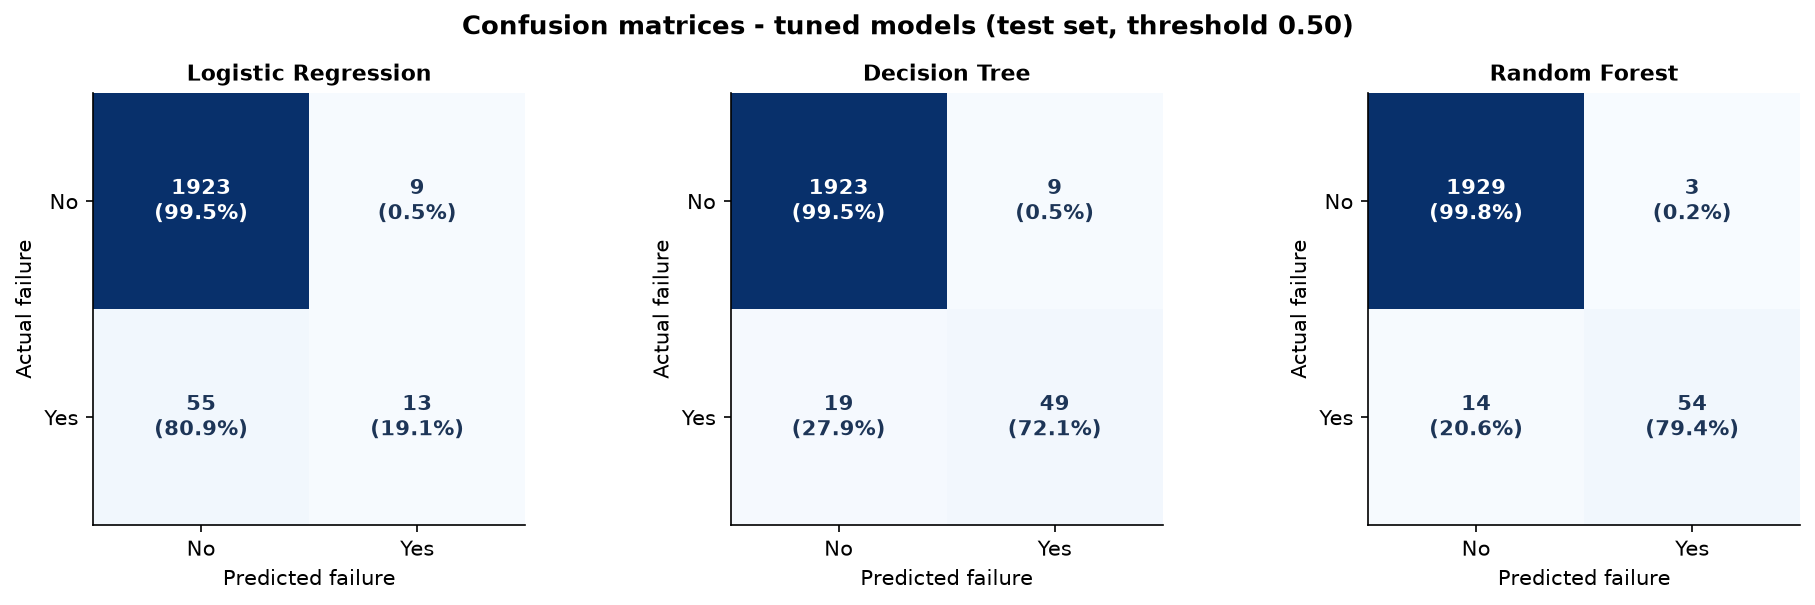 Confusion matrices - tuned models (test set, threshold 0.50)
Logistic Regression
Actual failure
No
Yes
1923
(99.5%)
9
(0.5%)
55
(80.9%)
13
(19.1%)
No
Yes
Predicted failure
Decision Tree
Actual failure
No
Yes
1923
(99.5%)
9
(0.5%)
19
(27.9%)
49
(72.1%)
No
Yes
Predicted failure
Random Forest
Actual failure
No
Yes
1929
(99.8%)
3
(0.2%)
14
(20.6%)
54
(79.4%)
No
Yes
Predicted failure